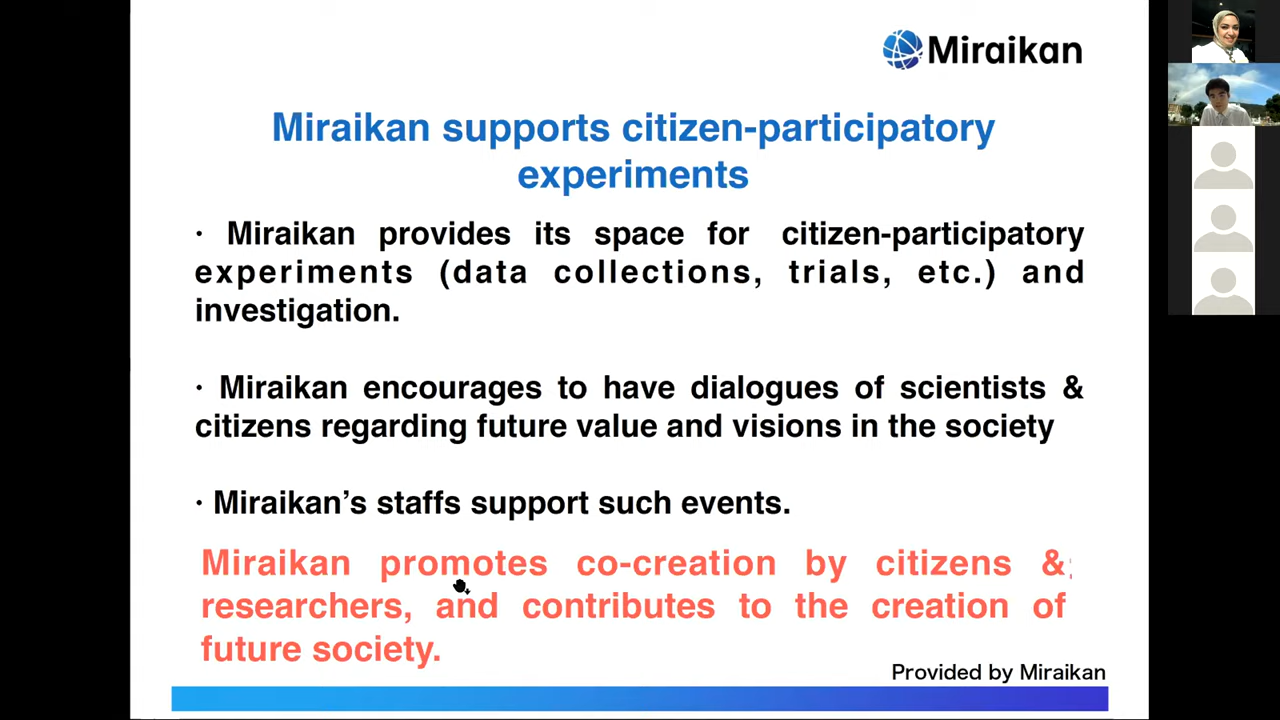 Miraikan
Miraikan supports citizen-participatory
experiments
· Miraikan provides its space for citizen-participatory
experiments (data collections, trials, etc.) and
investigation.
· Miraikan encourages to have dialogues of scientists &
citizens regarding future value and visions in the society
· Miraikan’s staffs support such events.
Miraikan promotes co-creation by citizens &
researchers, and contributes to the creation of
future society.
Provided by Miraikan